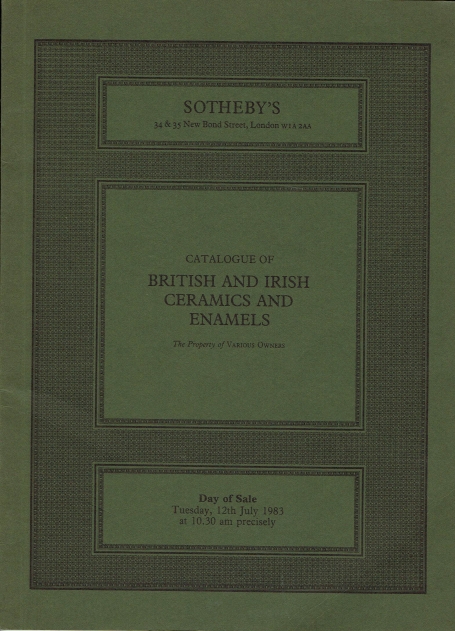 SOTHEBY'S
34 & 35 New Bond Street, London W1A 2AA
CATALOGUE OF
BRITISH AND IRISH
CERAMICS AND
ENAMELS
The Property of VARIOUS OWNERS
Day of Sale
Tuesday, 12th July 1983
at 10.30 am precisely